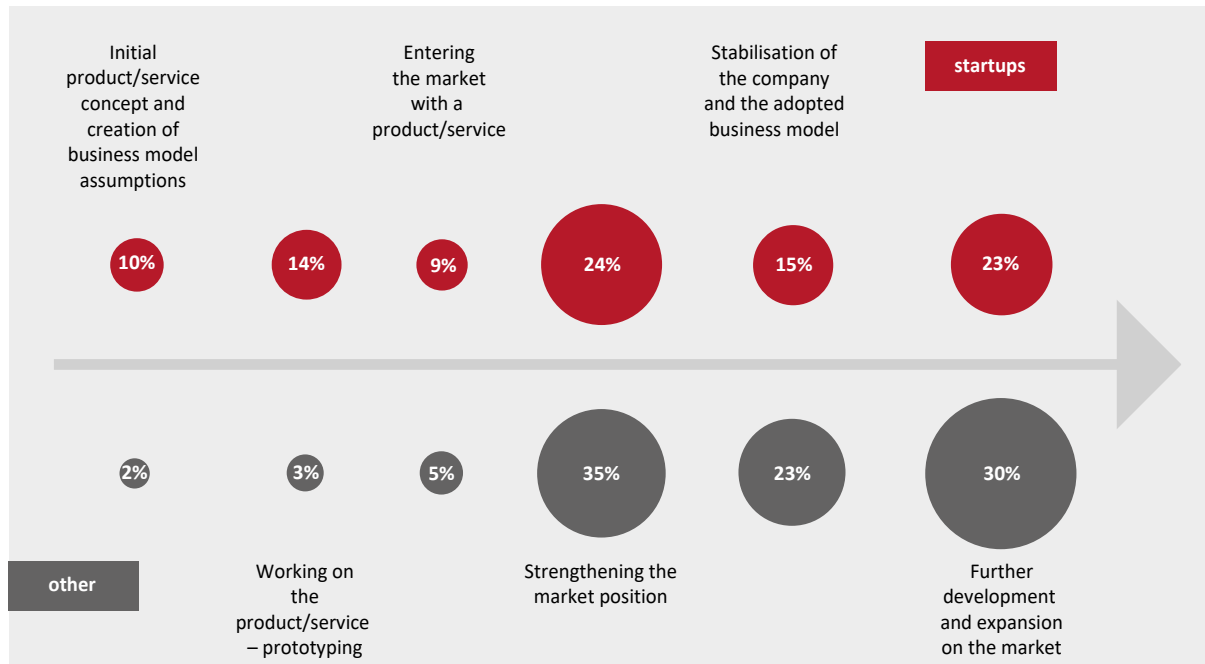 Initial
product/service
concept and
creation of
business model
assumptions
Entering
the market
with a
product/service
Stabilisation of
the company
and the adopted
business model
startups
10%
14%
9%
24%
15%
23%
2%
3%
5%
35%
23%
30%
other
Working on
the
product/service
– prototyping
Strengthening the
market position
Further
development
and expansion
on the market